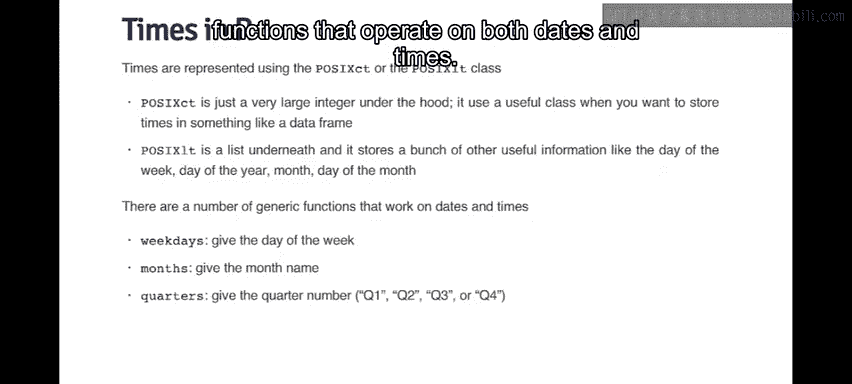 Times in R
functions that operate on both dates and
times.
Times are represented using the POSIXct or the POSIXlt class
· POSIXct is just a very large integer under the hood; it use a useful class when you want to store
times in something like a data frame
· POSIXlt is a list underneath and it stores a bunch of other useful information like the day of the
week, day of the year, month, day of the month
There are a number of generic functions that work on dates and times
· weekdays: give the day of the week
· months: give the month name
· quarters: give the quarter number (“Q1”, “Q2”, “Q3”, or “Q4”)